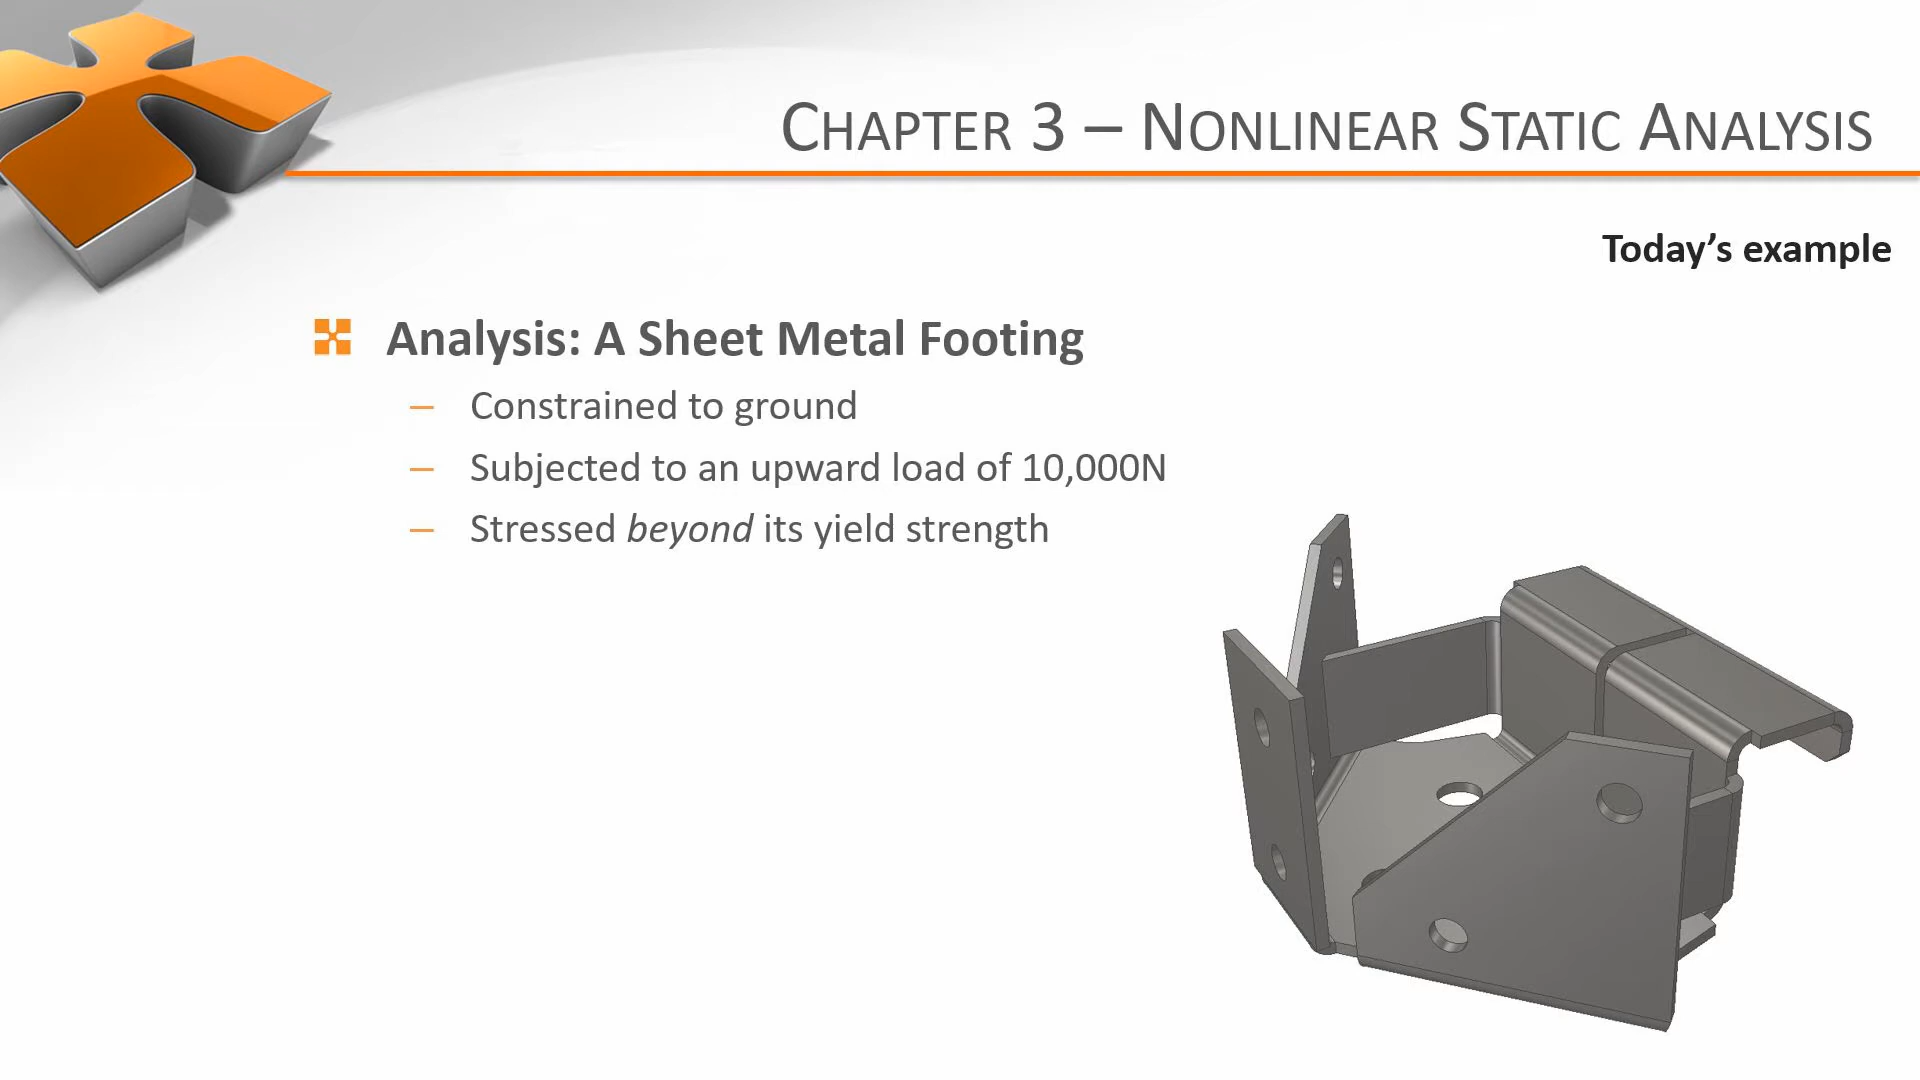 Chapter 3 – Nonlinear Static Analysis
Today’s example
Analysis: A Sheet Metal Footing
– Constrained to ground
– Subjected to an upward load of 10,000N
– Stressed beyond its yield strength